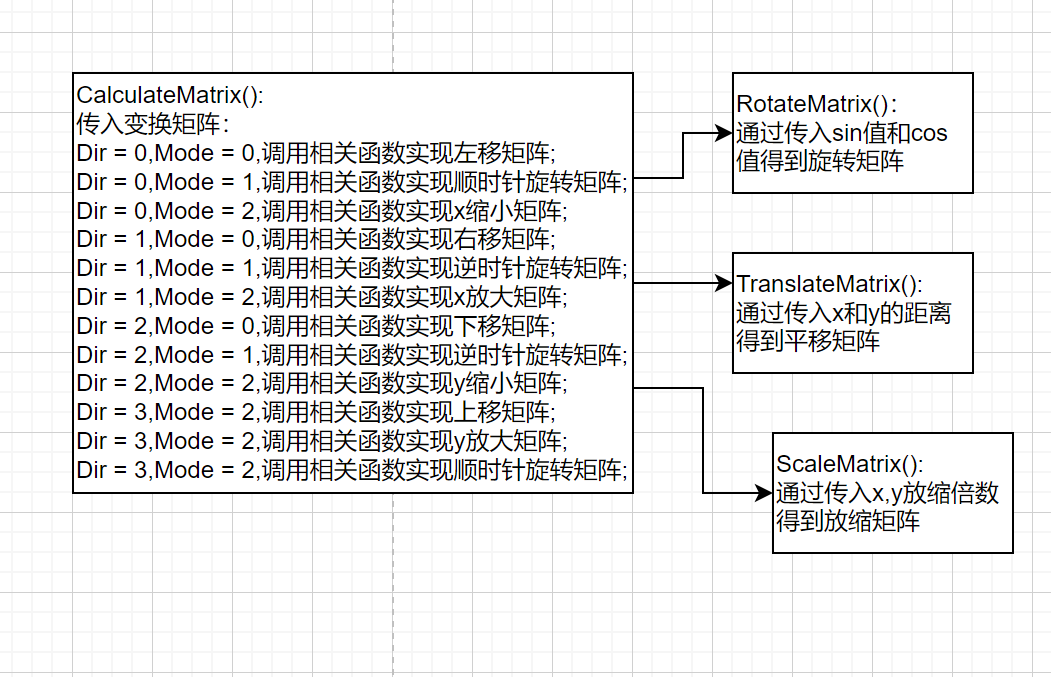 CalculateMatrix():
传入变换矩阵：
Dir = 0,Mode = 0,调用相关函数实现左移矩阵;
Dir = 0,Mode = 1,调用相关函数实现顺时针旋转矩阵;
Dir = 0,Mode = 2,调用相关函数实现x缩小矩阵;
Dir = 1,Mode = 0,调用相关函数实现右移矩阵;
Dir = 1,Mode = 1,调用相关函数实现逆时针旋转矩阵;
Dir = 1,Mode = 2,调用相关函数实现x放大矩阵;
Dir = 2,Mode = 0,调用相关函数实现下移矩阵;
Dir = 2,Mode = 1,调用相关函数实现逆时针旋转矩阵;
Dir = 2,Mode = 2,调用相关函数实现y缩小矩阵;
Dir = 3,Mode = 2,调用相关函数实现上移矩阵;
Dir = 3,Mode = 2,调用相关函数实现y放大矩阵;
Dir = 3,Mode = 2,调用相关函数实现顺时针旋转矩阵;
RotateMatrix()：
通过传入sin值和cos
值得到旋转矩阵
TranslateMatrix():
通过传入x和y的距离
得到平移矩阵
ScaleMatrix():
通过传入x,y放缩倍数
得到放缩矩阵